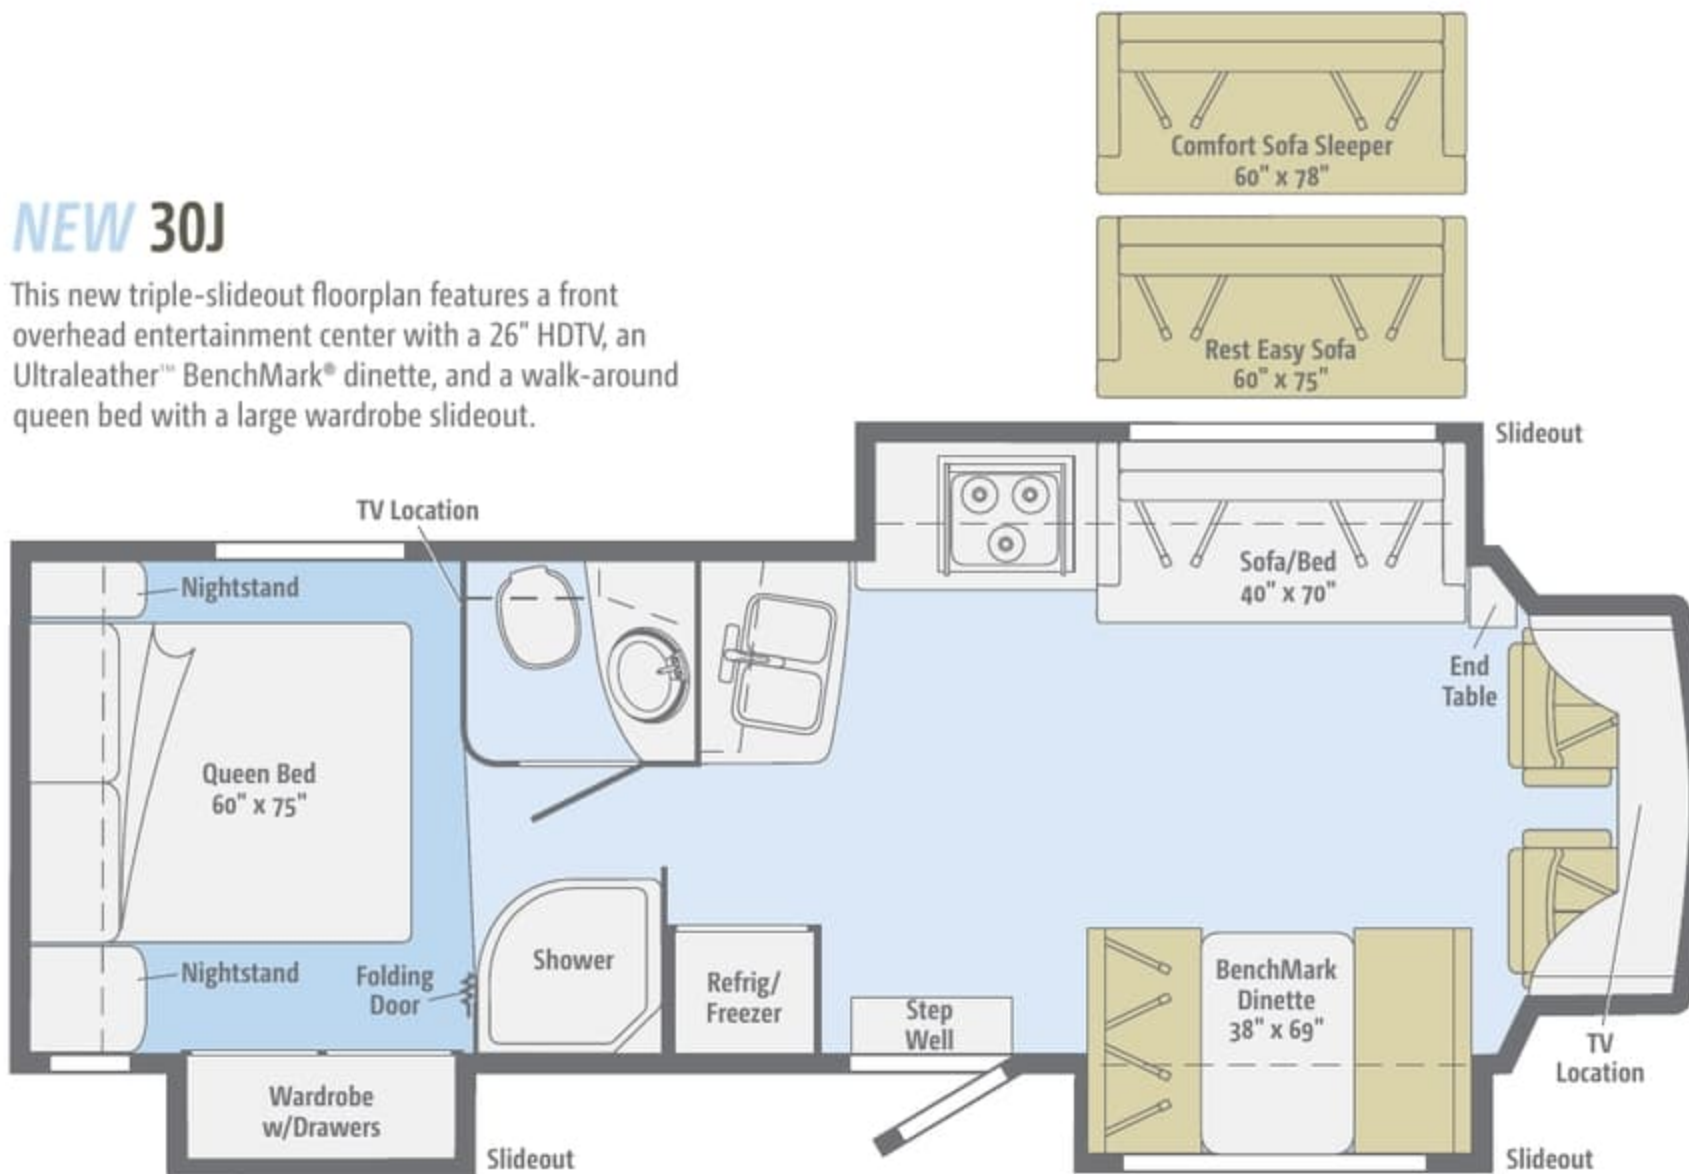 Comfort Sofa Sleeper
60" x 78"
NEW 30J
This new triple-slideout floorplan features a front
overhead entertainment center with a 26" HDTV, an
Ultraleather™ BenchMark® dinette, and a walk-around
queen bed with a large wardrobe slideout.
Rest Easy Sofa
60" x 75"
Slideout
TV Location
Nightstand
Sofa/Bed
40" x 70"
End
Table
Queen Bed
60" x 75"
Nightstand
Folding
Door
Shower
Refrig/
Freezer
Step
Well
BenchMark
Dinette
38" x 69"
TV
Location
Wardrobe
w/Drawers
Slideout
Slideout